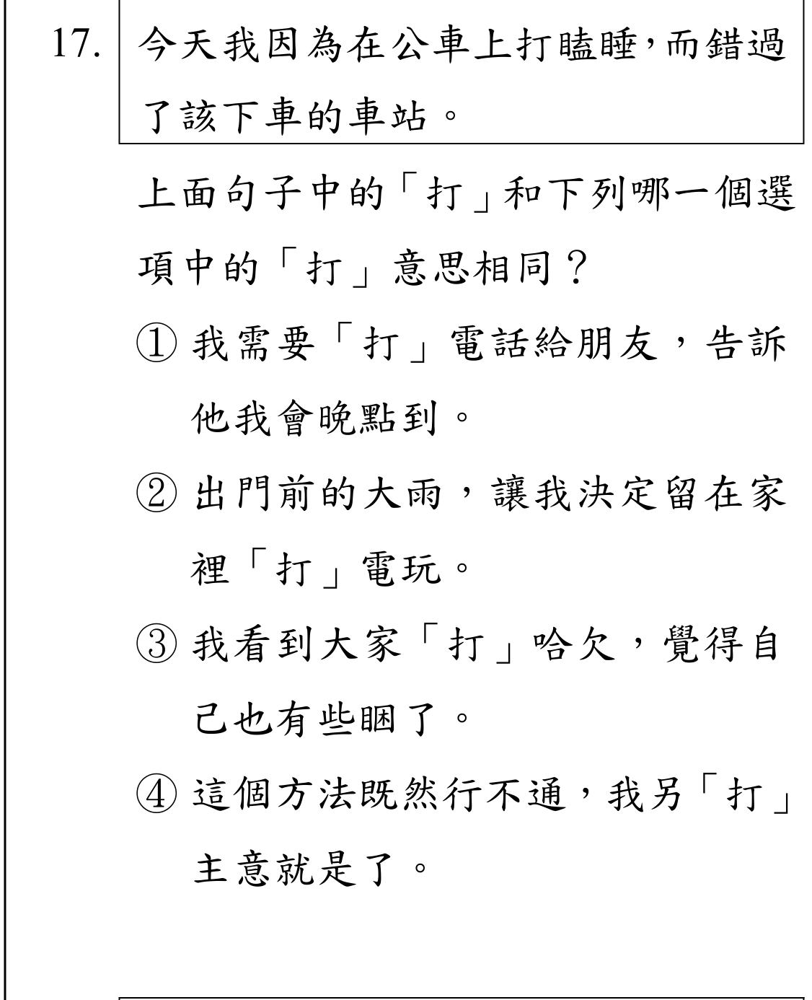 17. 今天我因為在公車上打瞌睡，而錯過
了該下車的車站。
上面句子中的「打」和下列哪一個選
項中的「打」意思相同？
① 我需要「打」電話給朋友，告訴
他我會晚點到。
② 出門前的大雨，讓我決定留在家
裡「打」電玩。
③ 我看到大家「打」哈欠，覺得自
己也有些睏了。
④ 這個方法既然行不通，我另「打」
主意就是了。